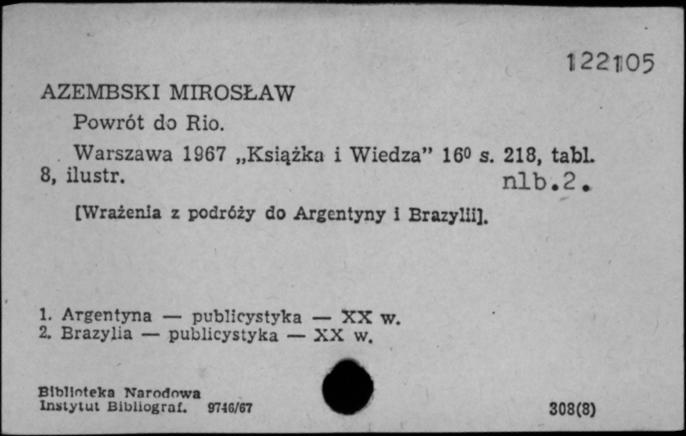 122105
AZEMBSKI MIROSŁAW
Powrót do Rio.
Warszawa 1967 „Książka i Wiedza” 16⁰ s. 218, tabl.
8, ilustr. nlb.2.
[Wrażenia z podróży do Argentyny i Brazylii].
1. Argentyna — publicystyka — XX w.
2. Brazylia — publicystyka — XX w.
Biblioteka Narodowa
Instytut Bibliograf. 9746/67 308(8)